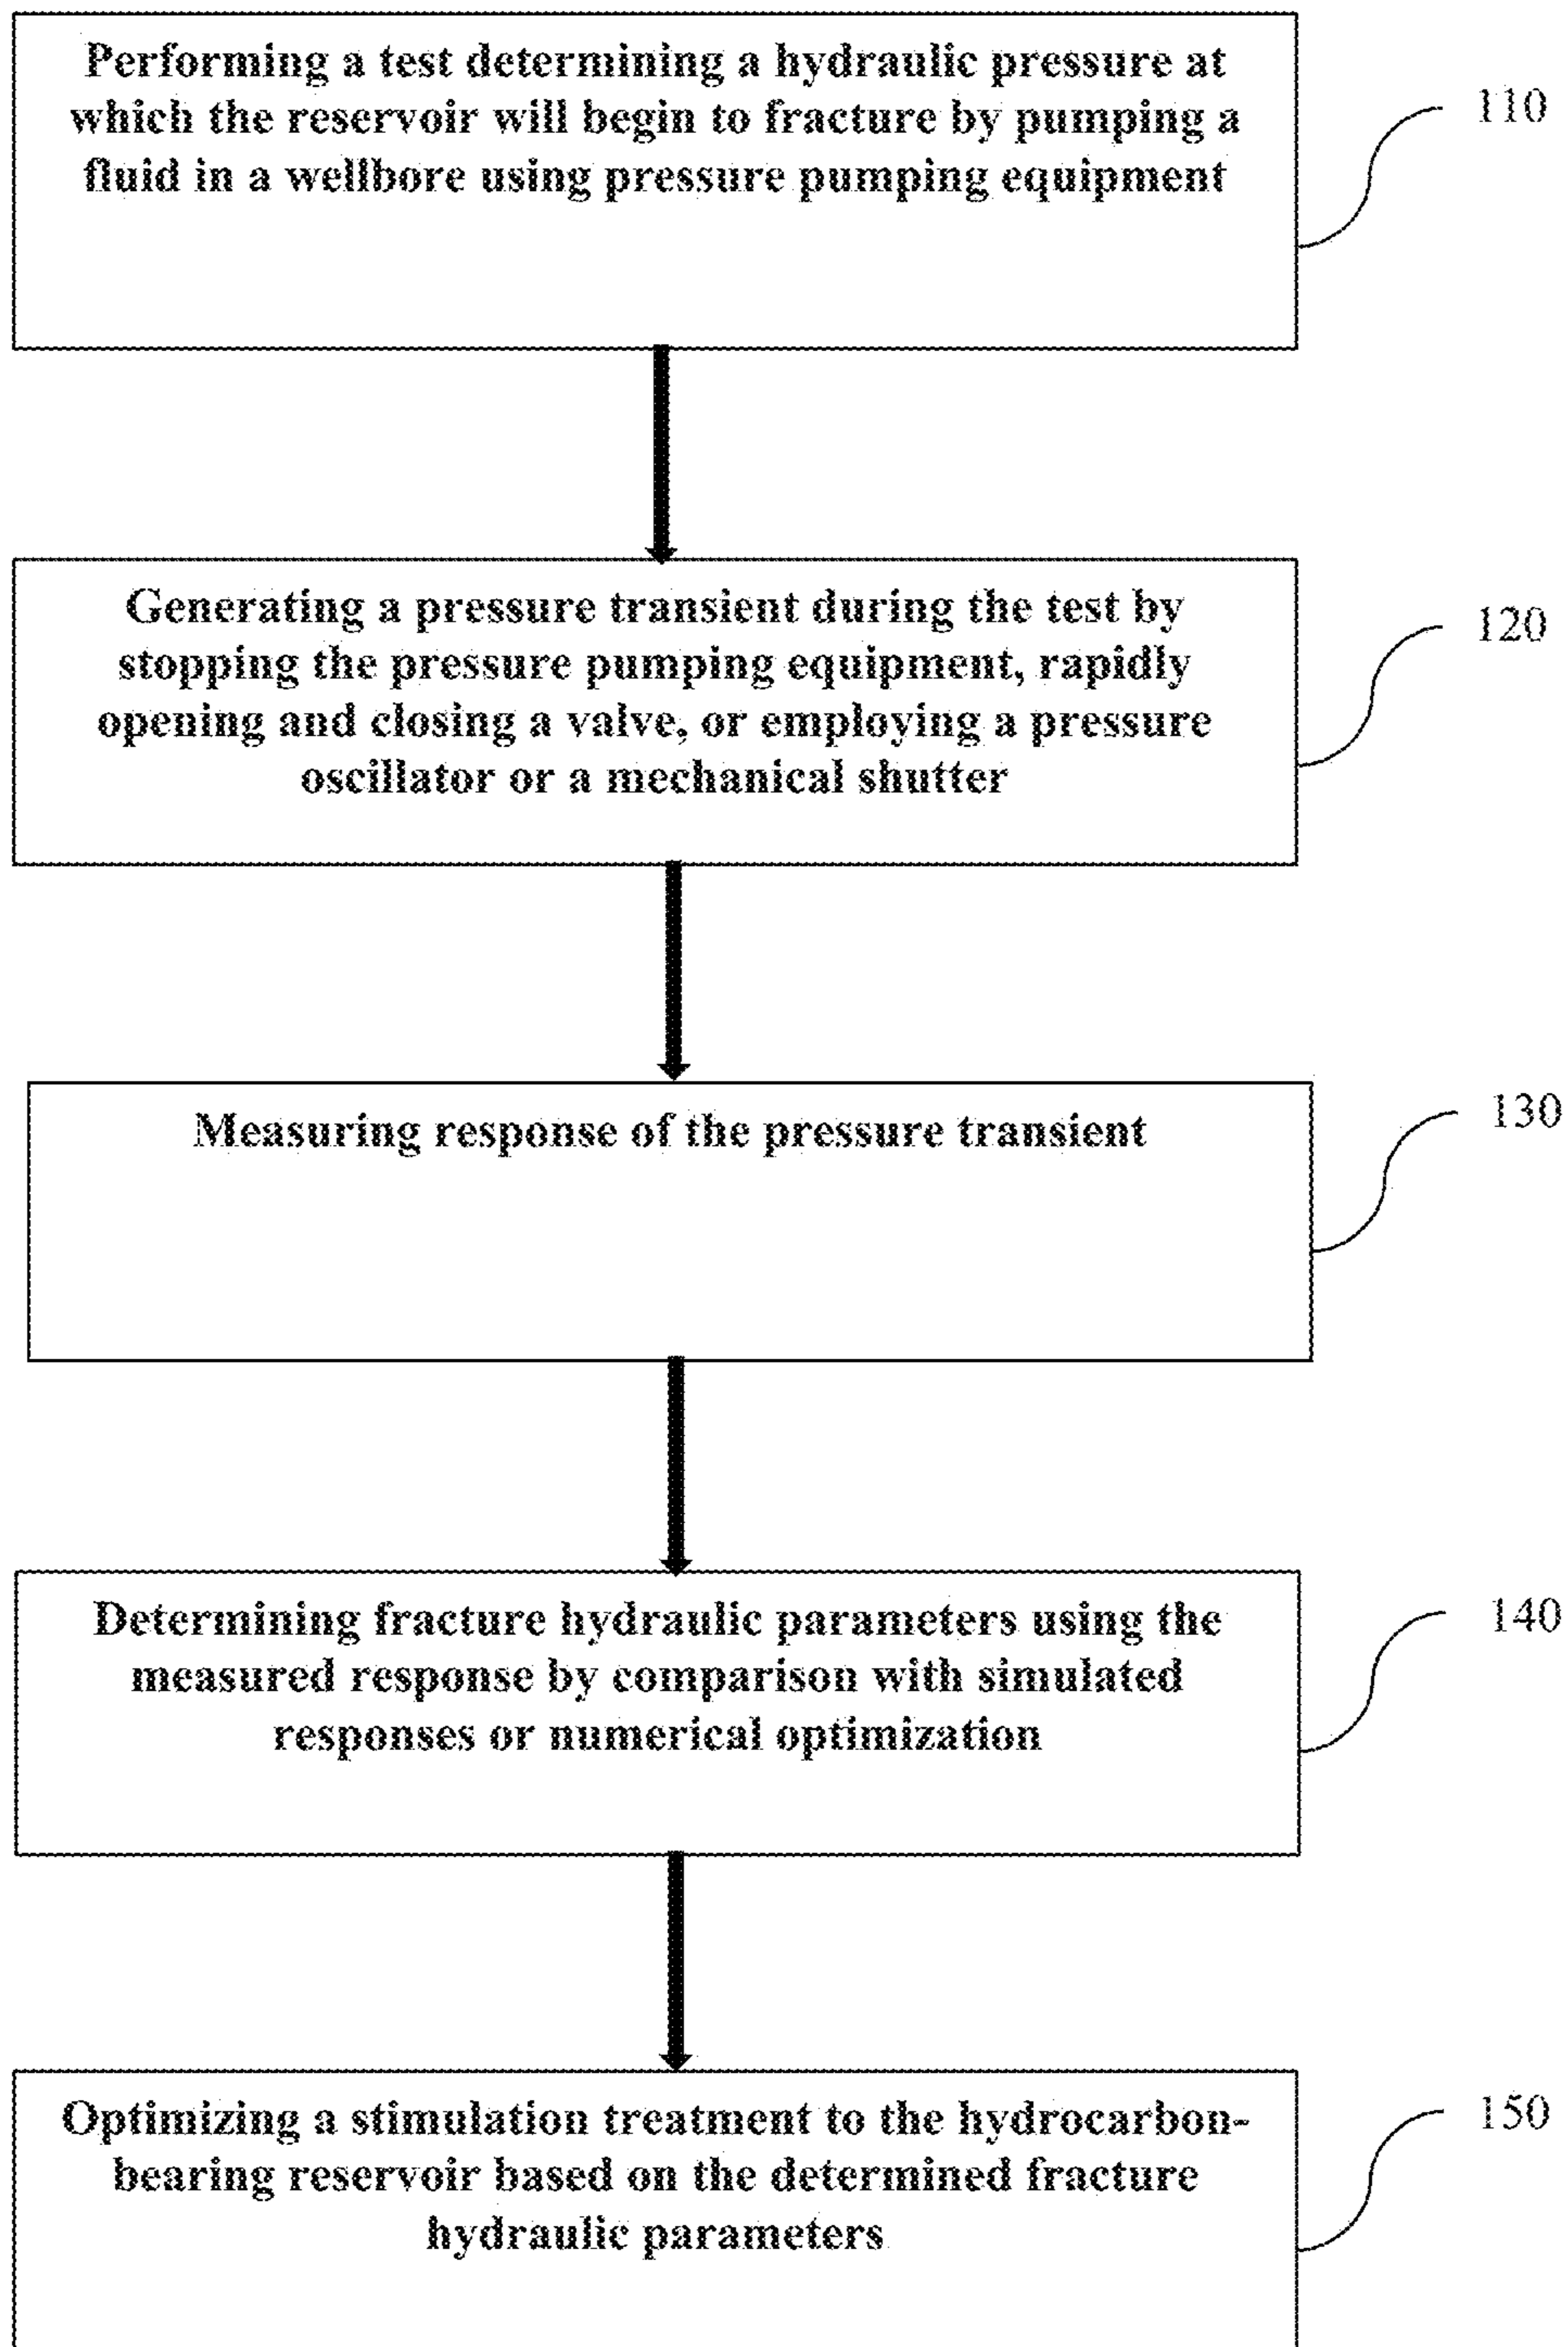 Performing a test determining a hydraulic pressure at
which the reservoir will begin to fracture by pumping a
fluid in a wellbore using pressure pumping equipment
110
Generating a pressure transient during the test by
stopping the pressure pumping equipment, rapidly
opening and closing a valve, or employing a pressure
oscillator or a mechanical shutter
120
Measuring response of the pressure transient
130
Determining fracture hydraulic parameters using the
measured response by comparison with simulated
responses or numerical optimization
140
Optimizing a stimulation treatment to the hydrocarbon-
bearing reservoir based on the determined fracture
hydraulic parameters
150